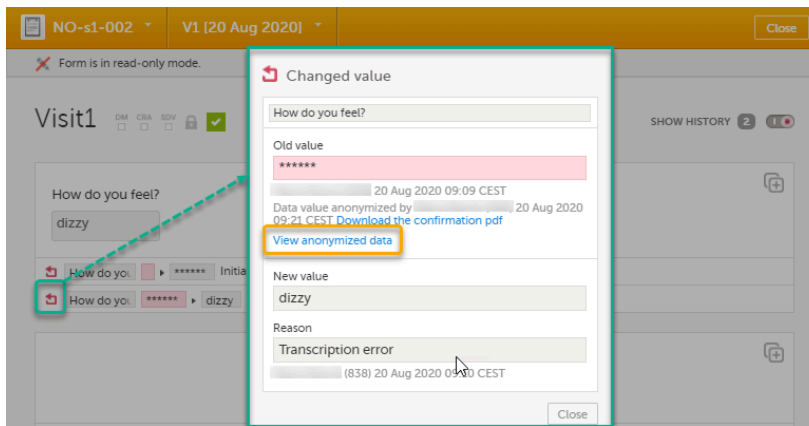 NO-s1-002
V1 [20 Aug 2020]
Close
Form is in read-only mode.
Changed value
Visit1
DM CRA SDV
SHOW HISTORY 2
How do you feel?
Old value
******
20 Aug 2020 09:09 CEST
Data value anonymized by 20 Aug 2020
09:21 CEST Download the confirmation pdf
View anonymized data
How do you feel?
dizzy
How do you ****** Initia
How do you ****** dizzy
New value
dizzy
Reason
Transcription error
(838) 20 Aug 2020 CEST
Close